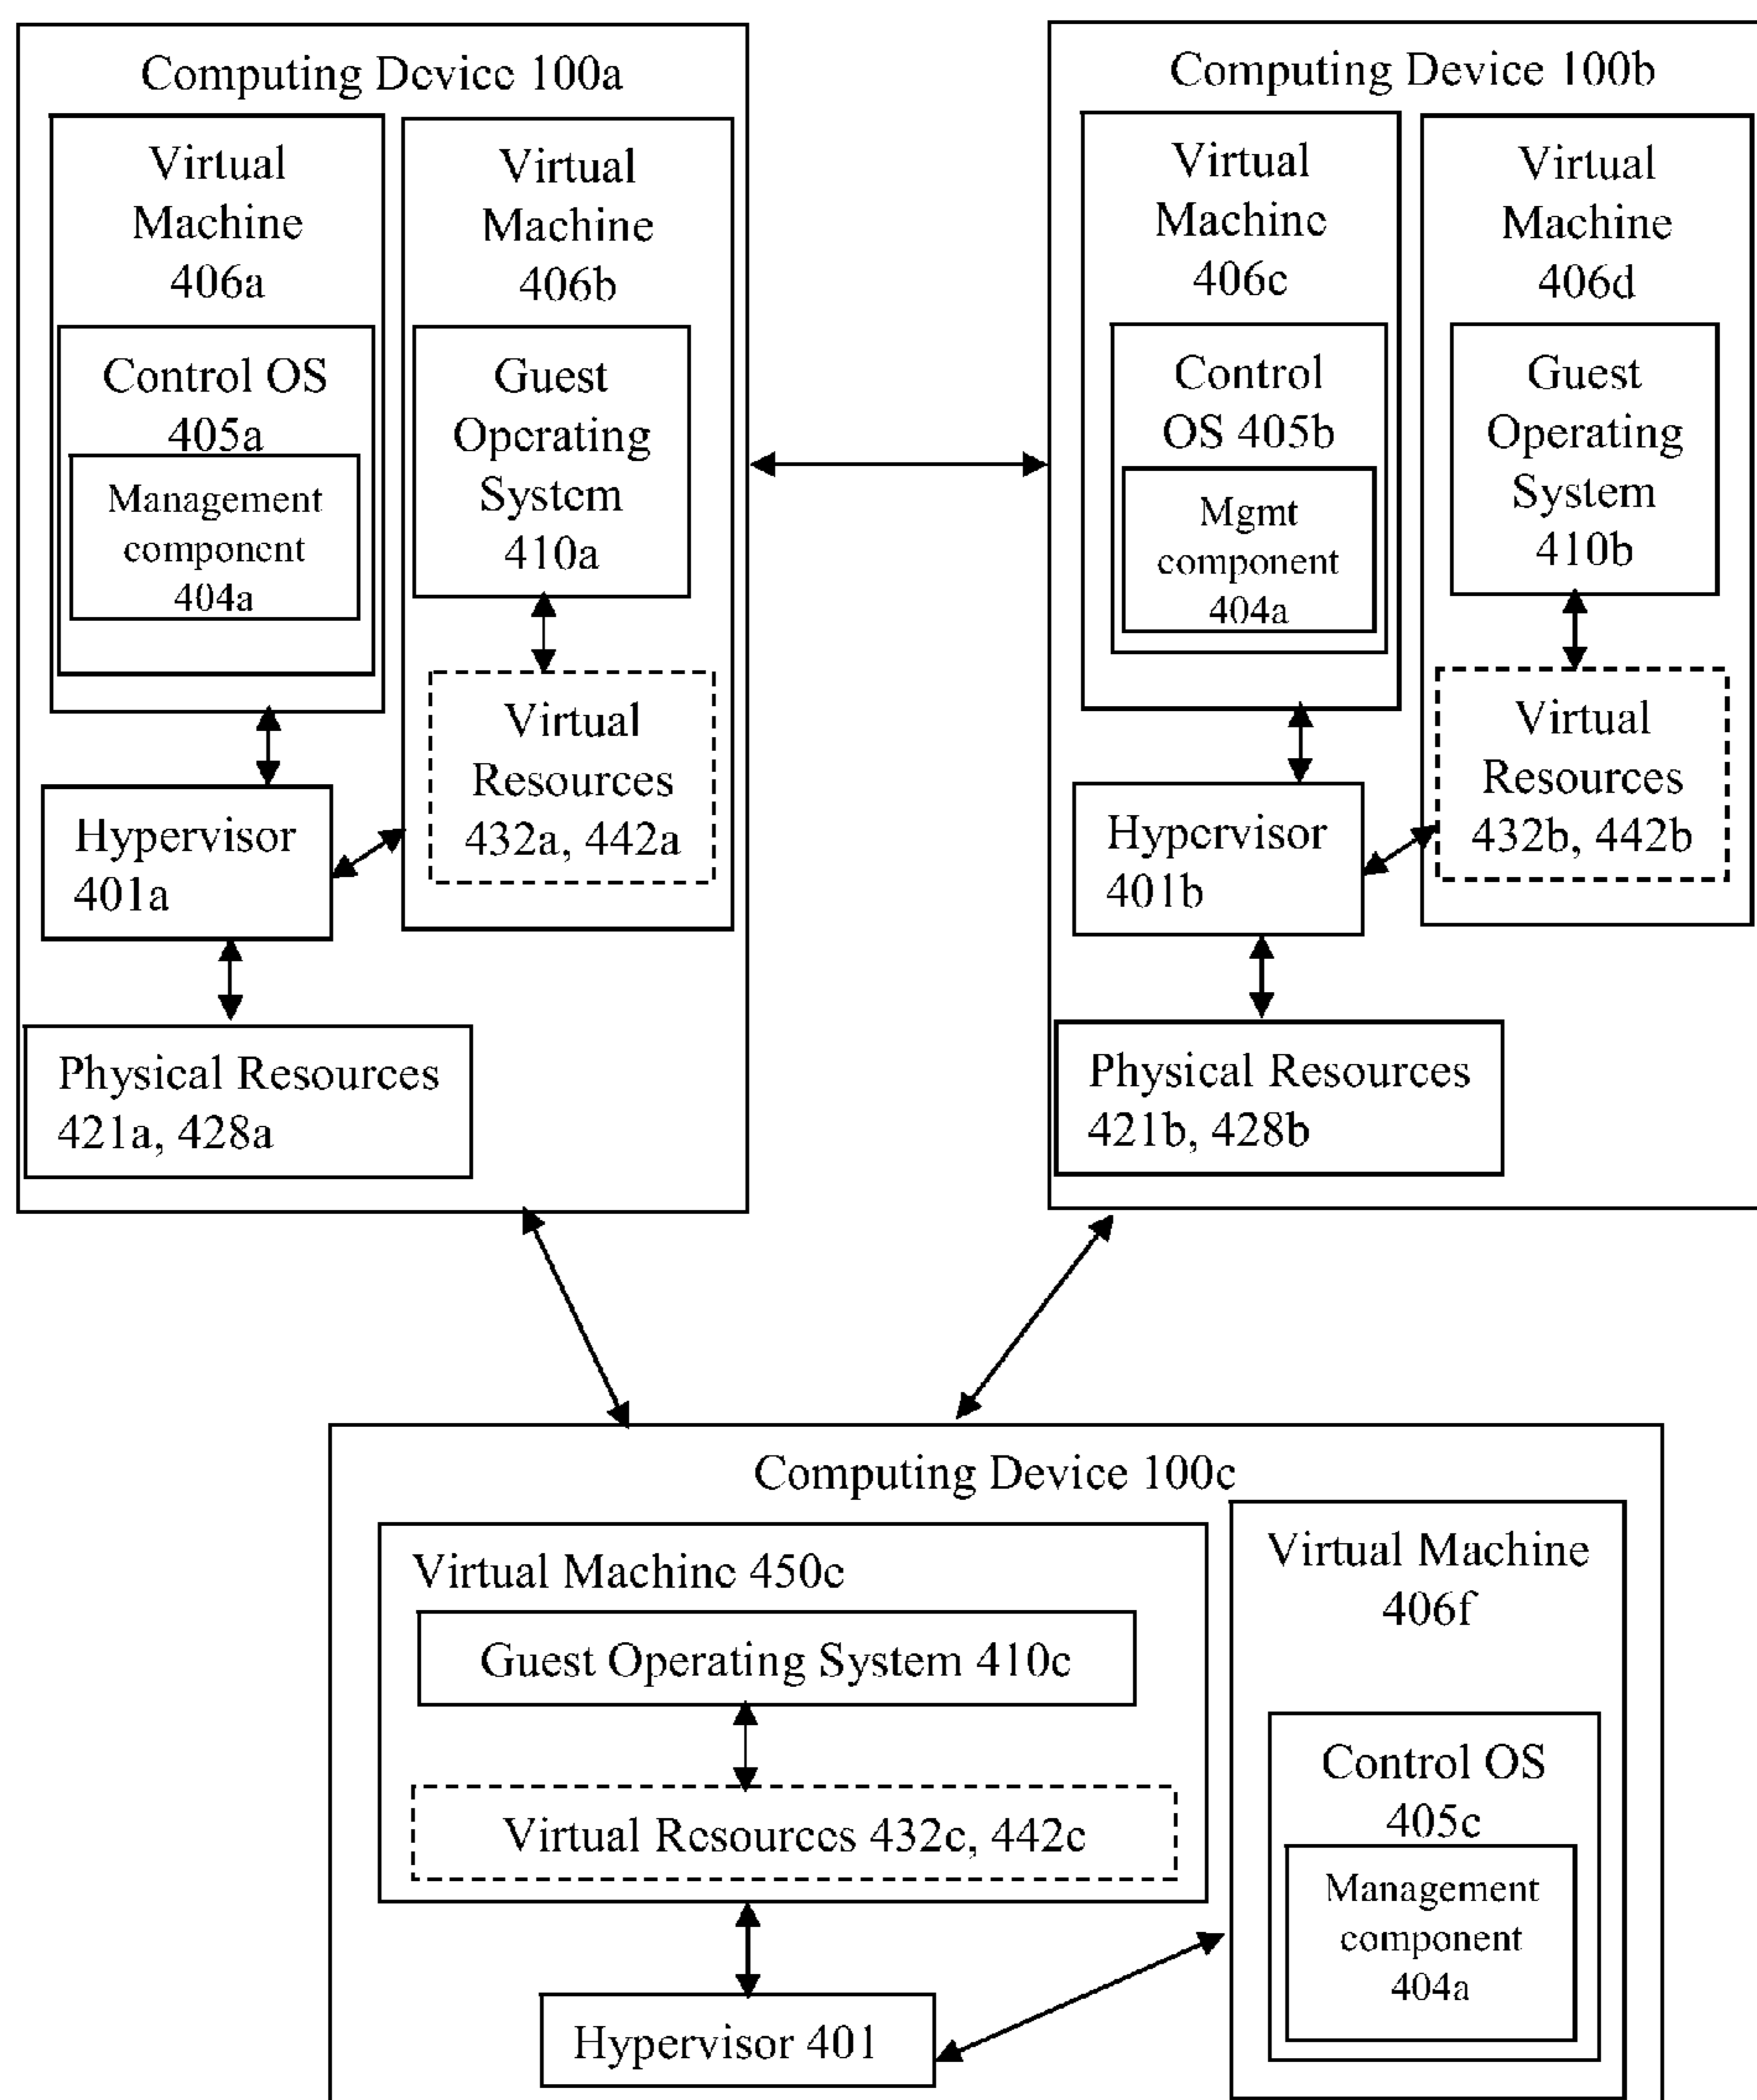 Computing Device 100a
Virtual
Machine
406a
Control OS
405a
Management
component
404a
Virtual
Machine
406b
Guest
Operating
System
410a
Virtual
Resources
432a, 442a
Hypervisor
401a
Physical Resources
421a, 428a
Computing Device 100b
Virtual
Machine
406c
Control
OS 405b
Mgmt
component
404a
Virtual
Machine
406d
Guest
Operating
System
410b
Virtual
Resources
432b, 442b
Hypervisor
401b
Physical Resources
421b, 428b
Computing Device 100c
Virtual Machine 450c
Guest Operating System 410c
Virtual Resources 432c, 442c
Hypervisor 401
Virtual Machine
406f
Control OS
405c
Management
component
404a